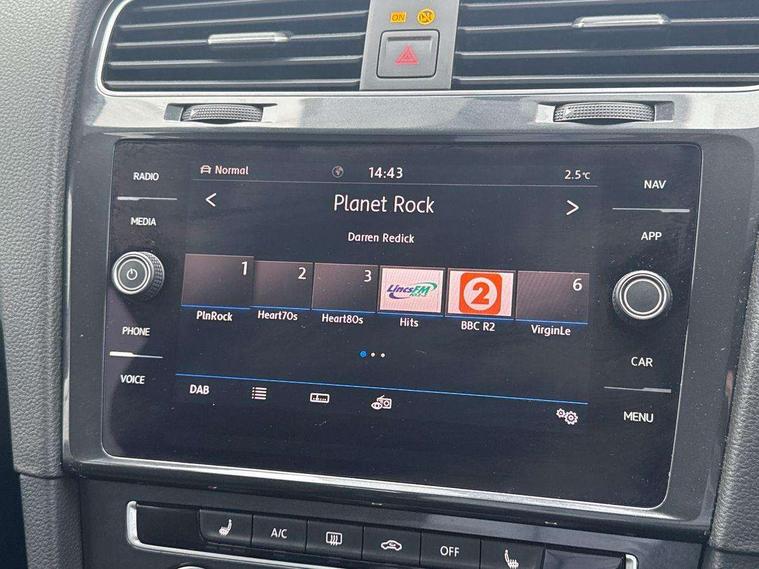 ON
RADIO
MEDIA
PHONE
VOICE
Normal 14:43 2.5°C
< Planet Rock >
Darren Redick
1 2 3 LincsFM 2 6
PlnRock Heart70s Heart80s Hits BBC R2 VirginLe
DAB
NAV
APP
CAR
MENU
A/C OFF